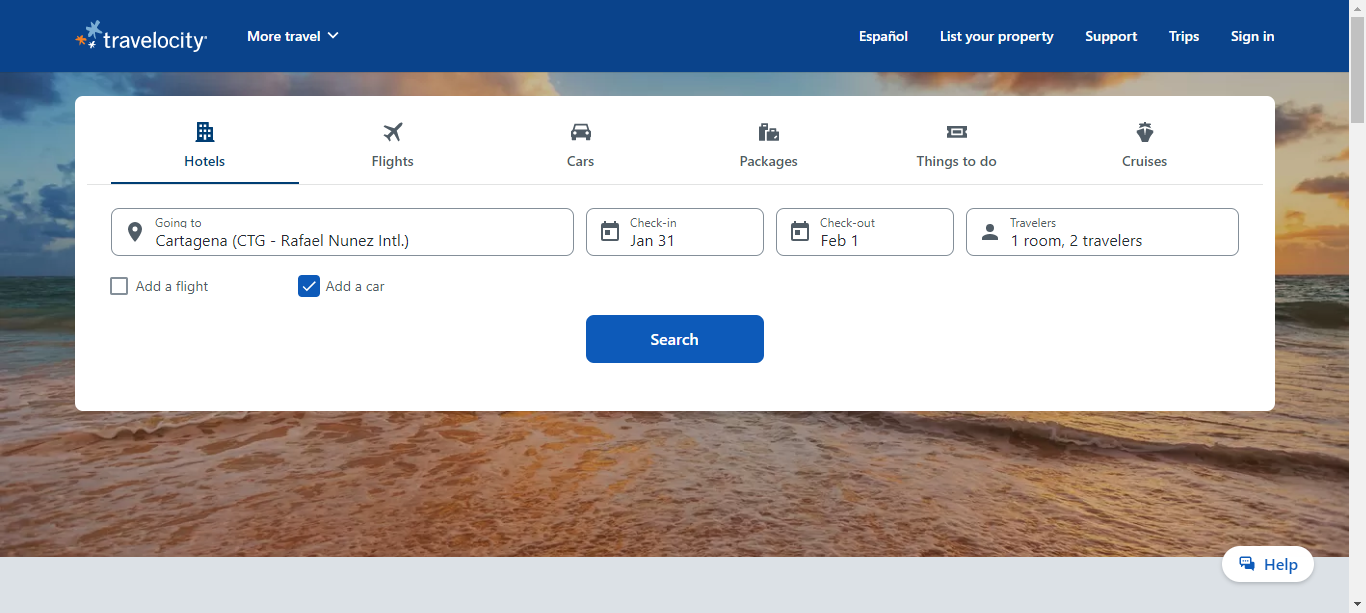 travelocity
More travel
Español
List your property
Support
Trips
Sign in
Hotels
Flights
Cars
Packages
Things to do
Cruises
Going to
Cartagena (CTG - Rafael Nunez Intl.)
Check-in
Jan 31
Check-out
Feb 1
Travelers
1 room, 2 travelers
Add a flight
Add a car
Search
Help